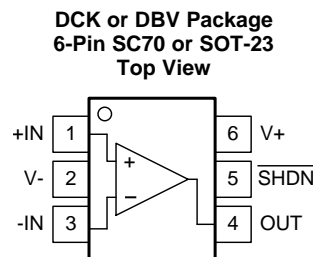 DCK or DBV Package
6-Pin SC70 or SOT-23
Top View
+IN 1 6 V+
+
V- 2 5 SHDN
−
-IN 3 4 OUT